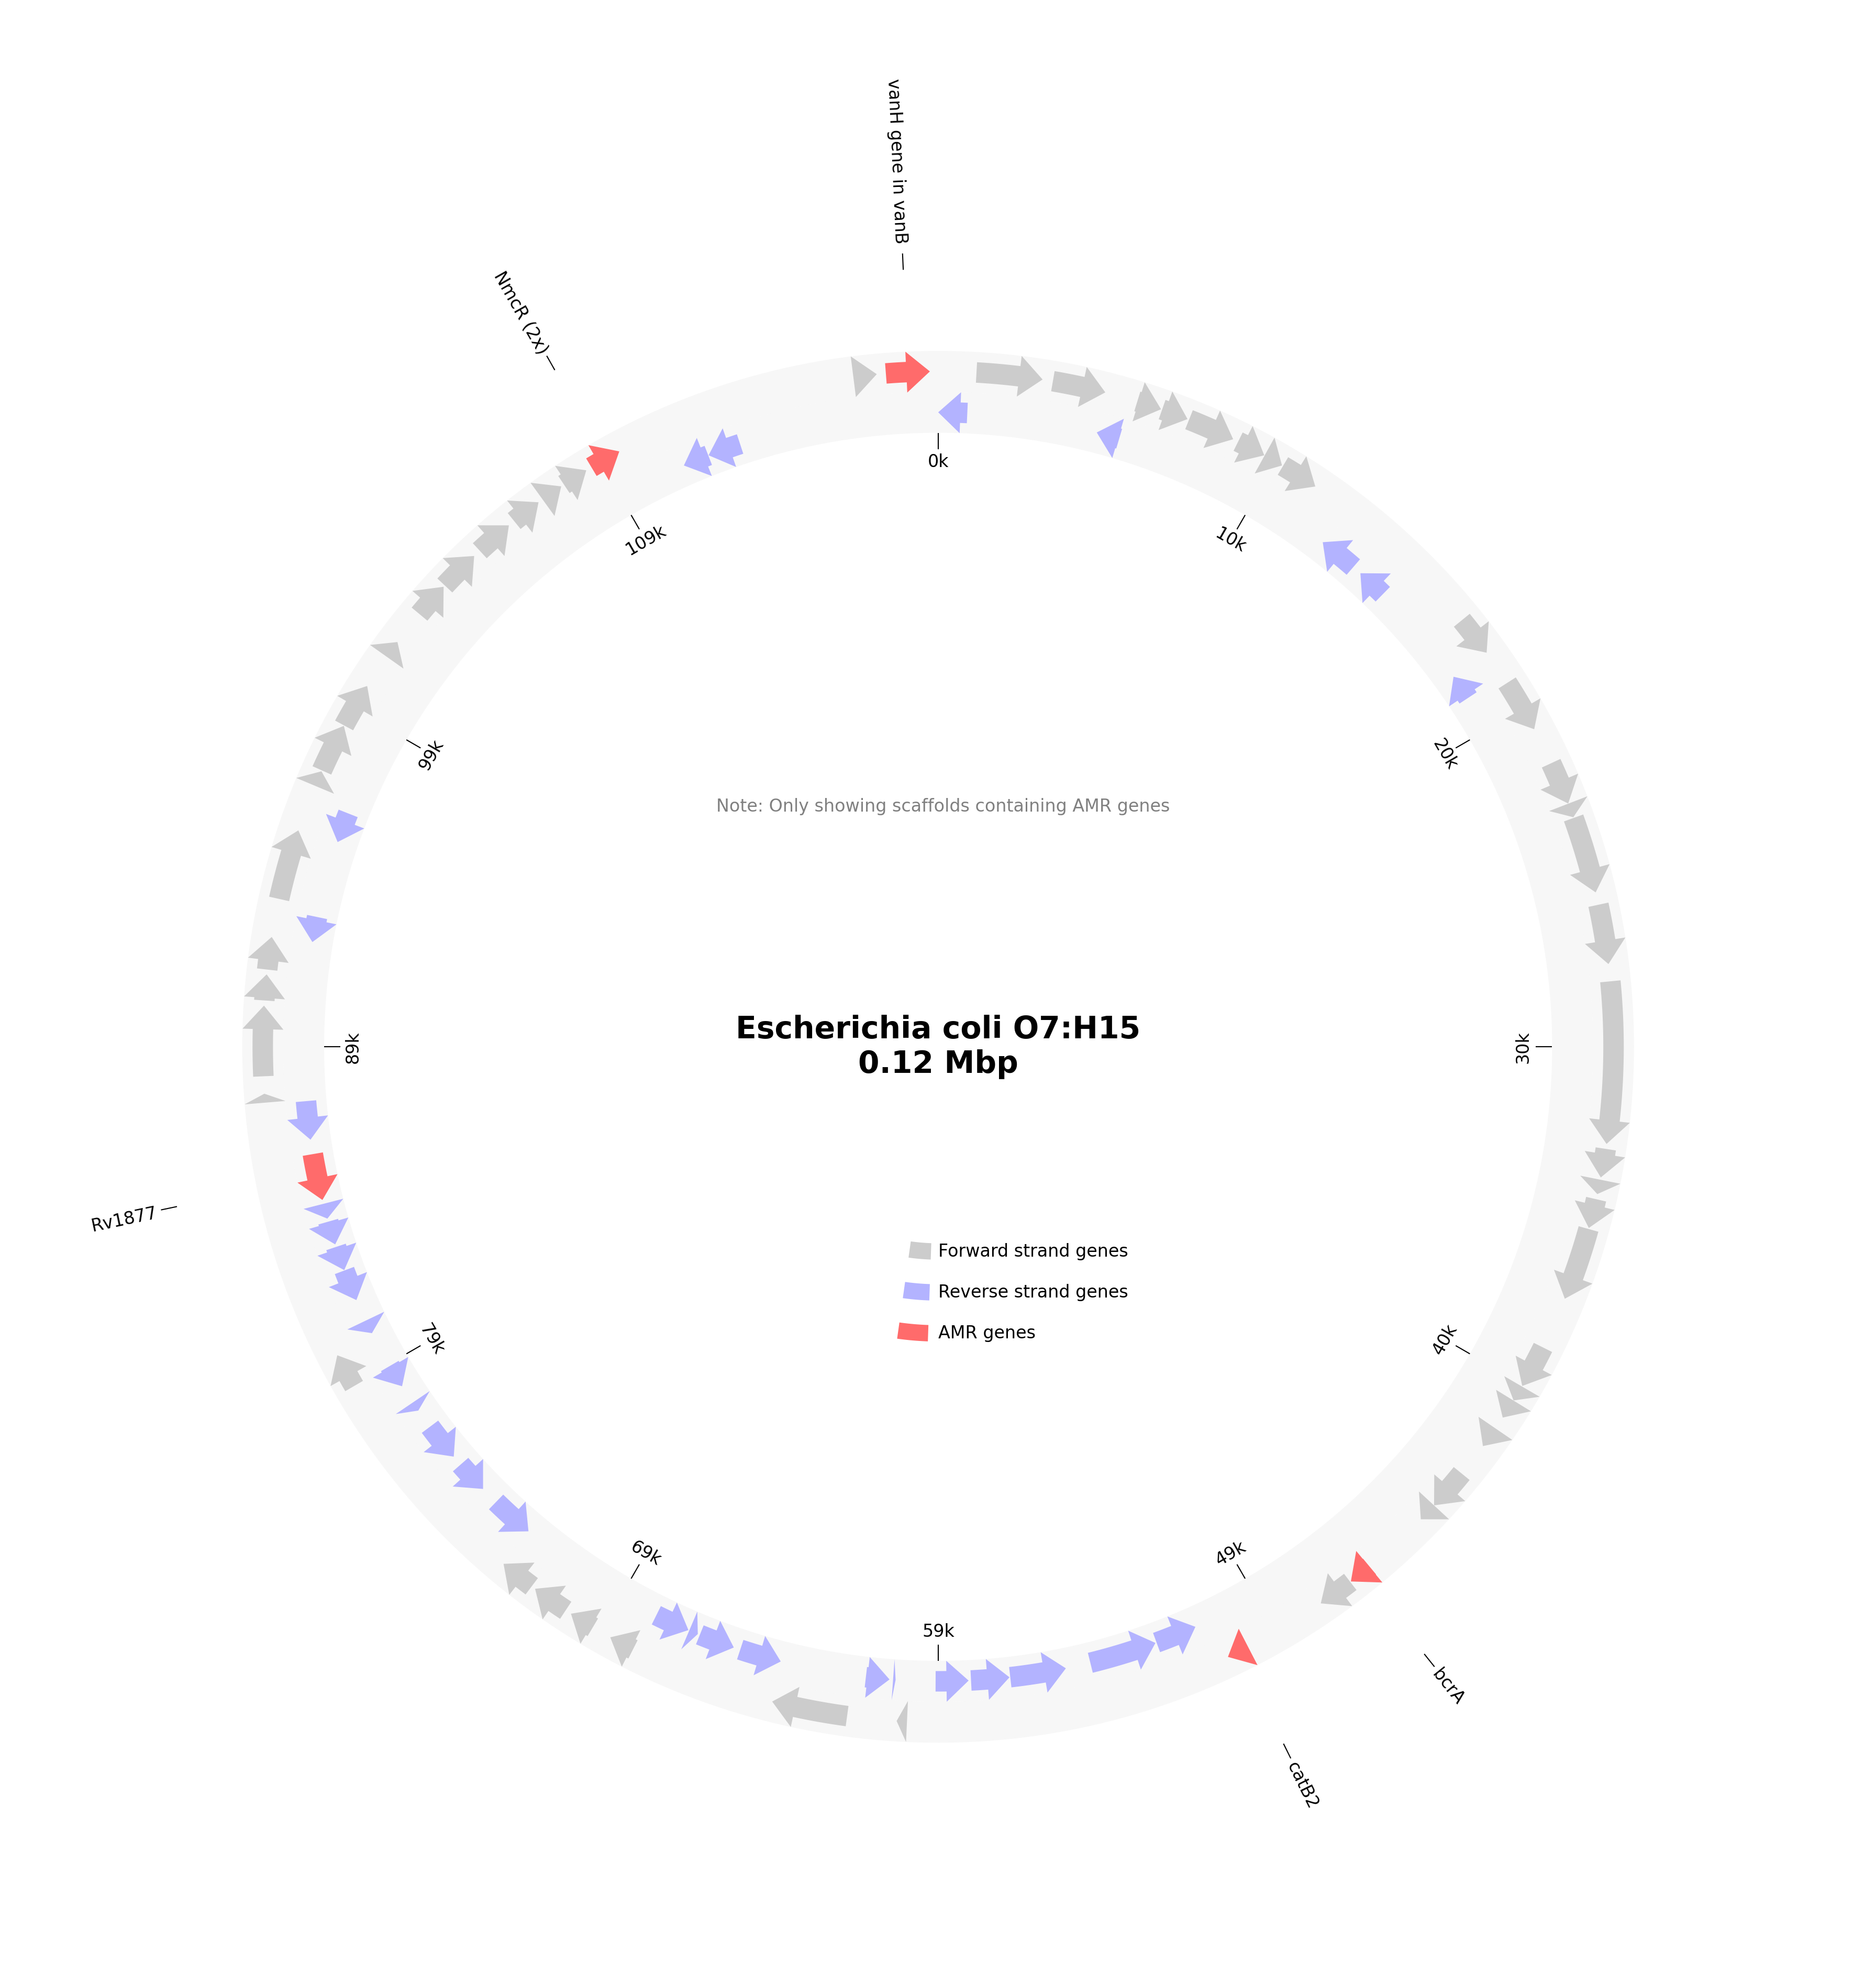 vanH gene in vanB
NmcR (2x)
0k
109k
10k
99k
20k
Note: Only showing scaffolds containing AMR genes
Escherichia coli O7:H15
0.12 Mbp
89k
30k
Rv1877
Forward strand genes
Reverse strand genes
AMR genes
79k
40k
69k
49k
59k
bcrA
catB2